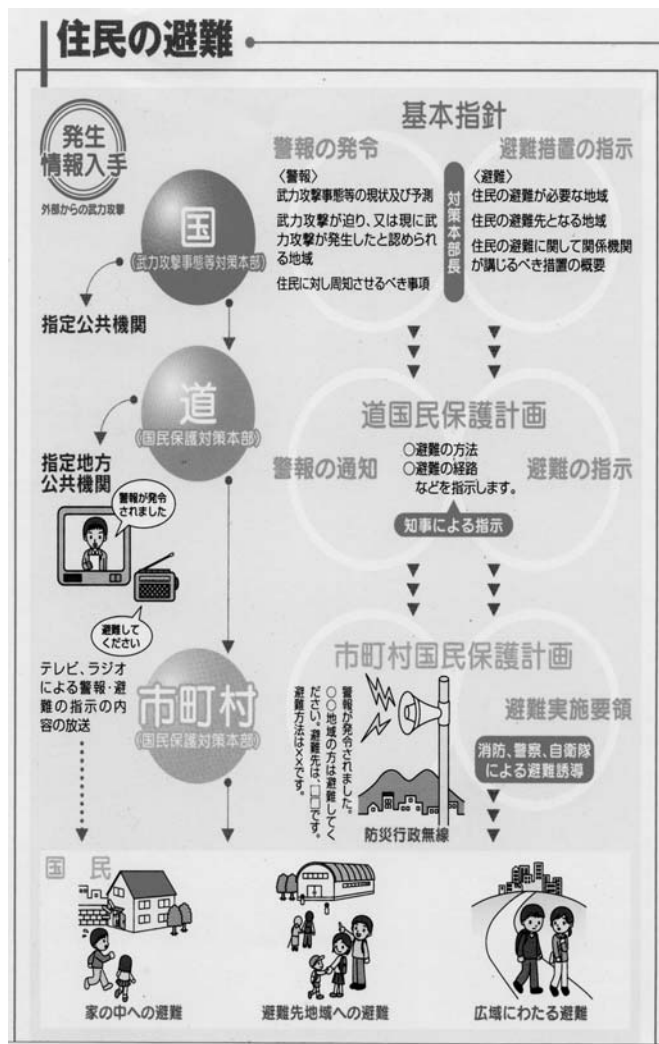 住民の避難
発生
情報入手
外部からの武力攻撃
国
(武力攻撃事態等対策本部)
指定公共機関
基本指針
警報の発令
〈警報〉
武力攻撃事態等の現状及び予測
武力攻撃が迫り、又は現に武
力攻撃が発生したと認められ
る地域
住民に対し周知させるべき事項
対策本部長
避難措置の指示
〈避難〉
住民の避難が必要な地域
住民の避難先となる地域
住民の避難に関して関係機関
が講じるべき措置の概要
道
(国民保護対策本部)
指定地方
公共機関
警報が発令
されました
避難して
ください
テレビ、ラジオ
による警報・避
難の指示の内
容の放送
道国民保護計画
警報の通知
○避難の方法
○避難の経路
などを指示します。
避難の指示
知事による指示
市町村
(国民保護対策本部)
市町村国民保護計画
警報が発令されました。
○○地域の方は避難してく
ださい。避難先は、□□です。
避難方法は××です。
防災行政無線
避難実施要領
消防、警察、自衛隊
による避難誘導
国民
家の中への避難
避難先地域への避難
広域にわたる避難